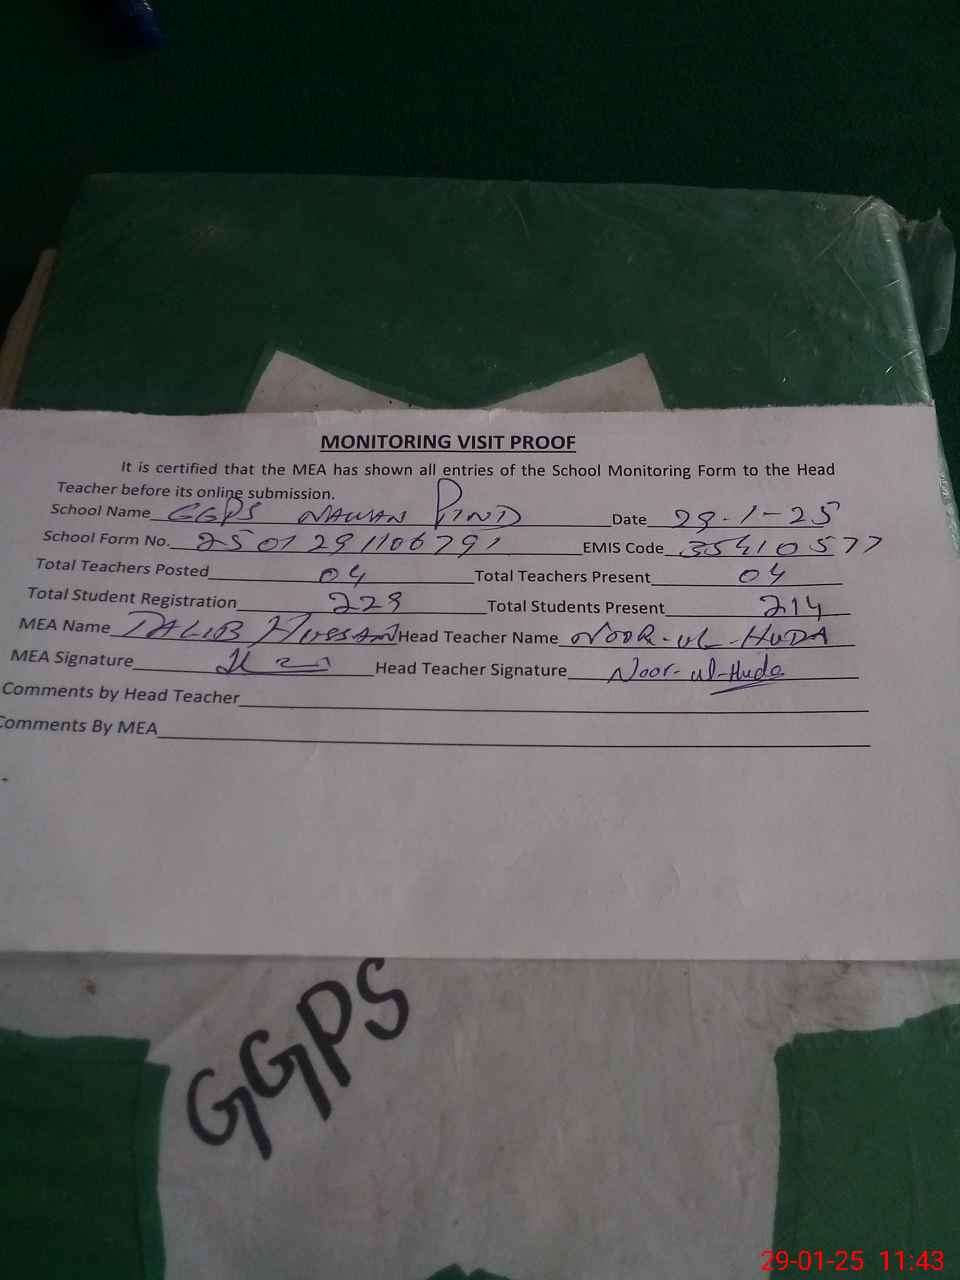 MONITORING VISIT PROOF
It is certified that the MEA has shown all entries of the School Monitoring Form to the Head
Teacher before its online submission.
School Name GGPS NAWAN PIND Date 29-1-25
School Form No. 2501291106791 EMIS Code 35410577
Total Teachers Posted 04 Total Teachers Present 04
Total Student Registration 229 Total Students Present 214
MEA Name TALIB HUSSAN Head Teacher Name NOOR-UL-HUDA
MEA Signature Head Teacher Signature Noor-ul-Huda
Comments by Head Teacher
Comments By MEA
GGPS
29-01-25 11:43